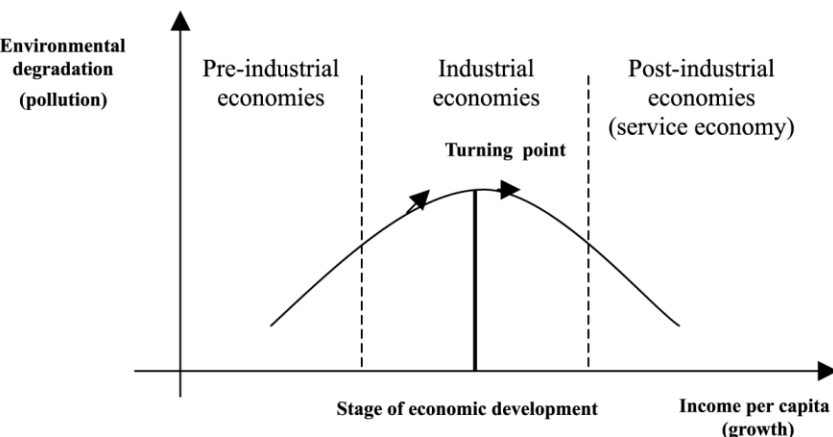 Environmental
degradation
(pollution)
Pre-industrial
economies
Industrial
economies
Post-industrial
economies
(service economy)
Turning point
Stage of economic development
Income per capita
(growth)